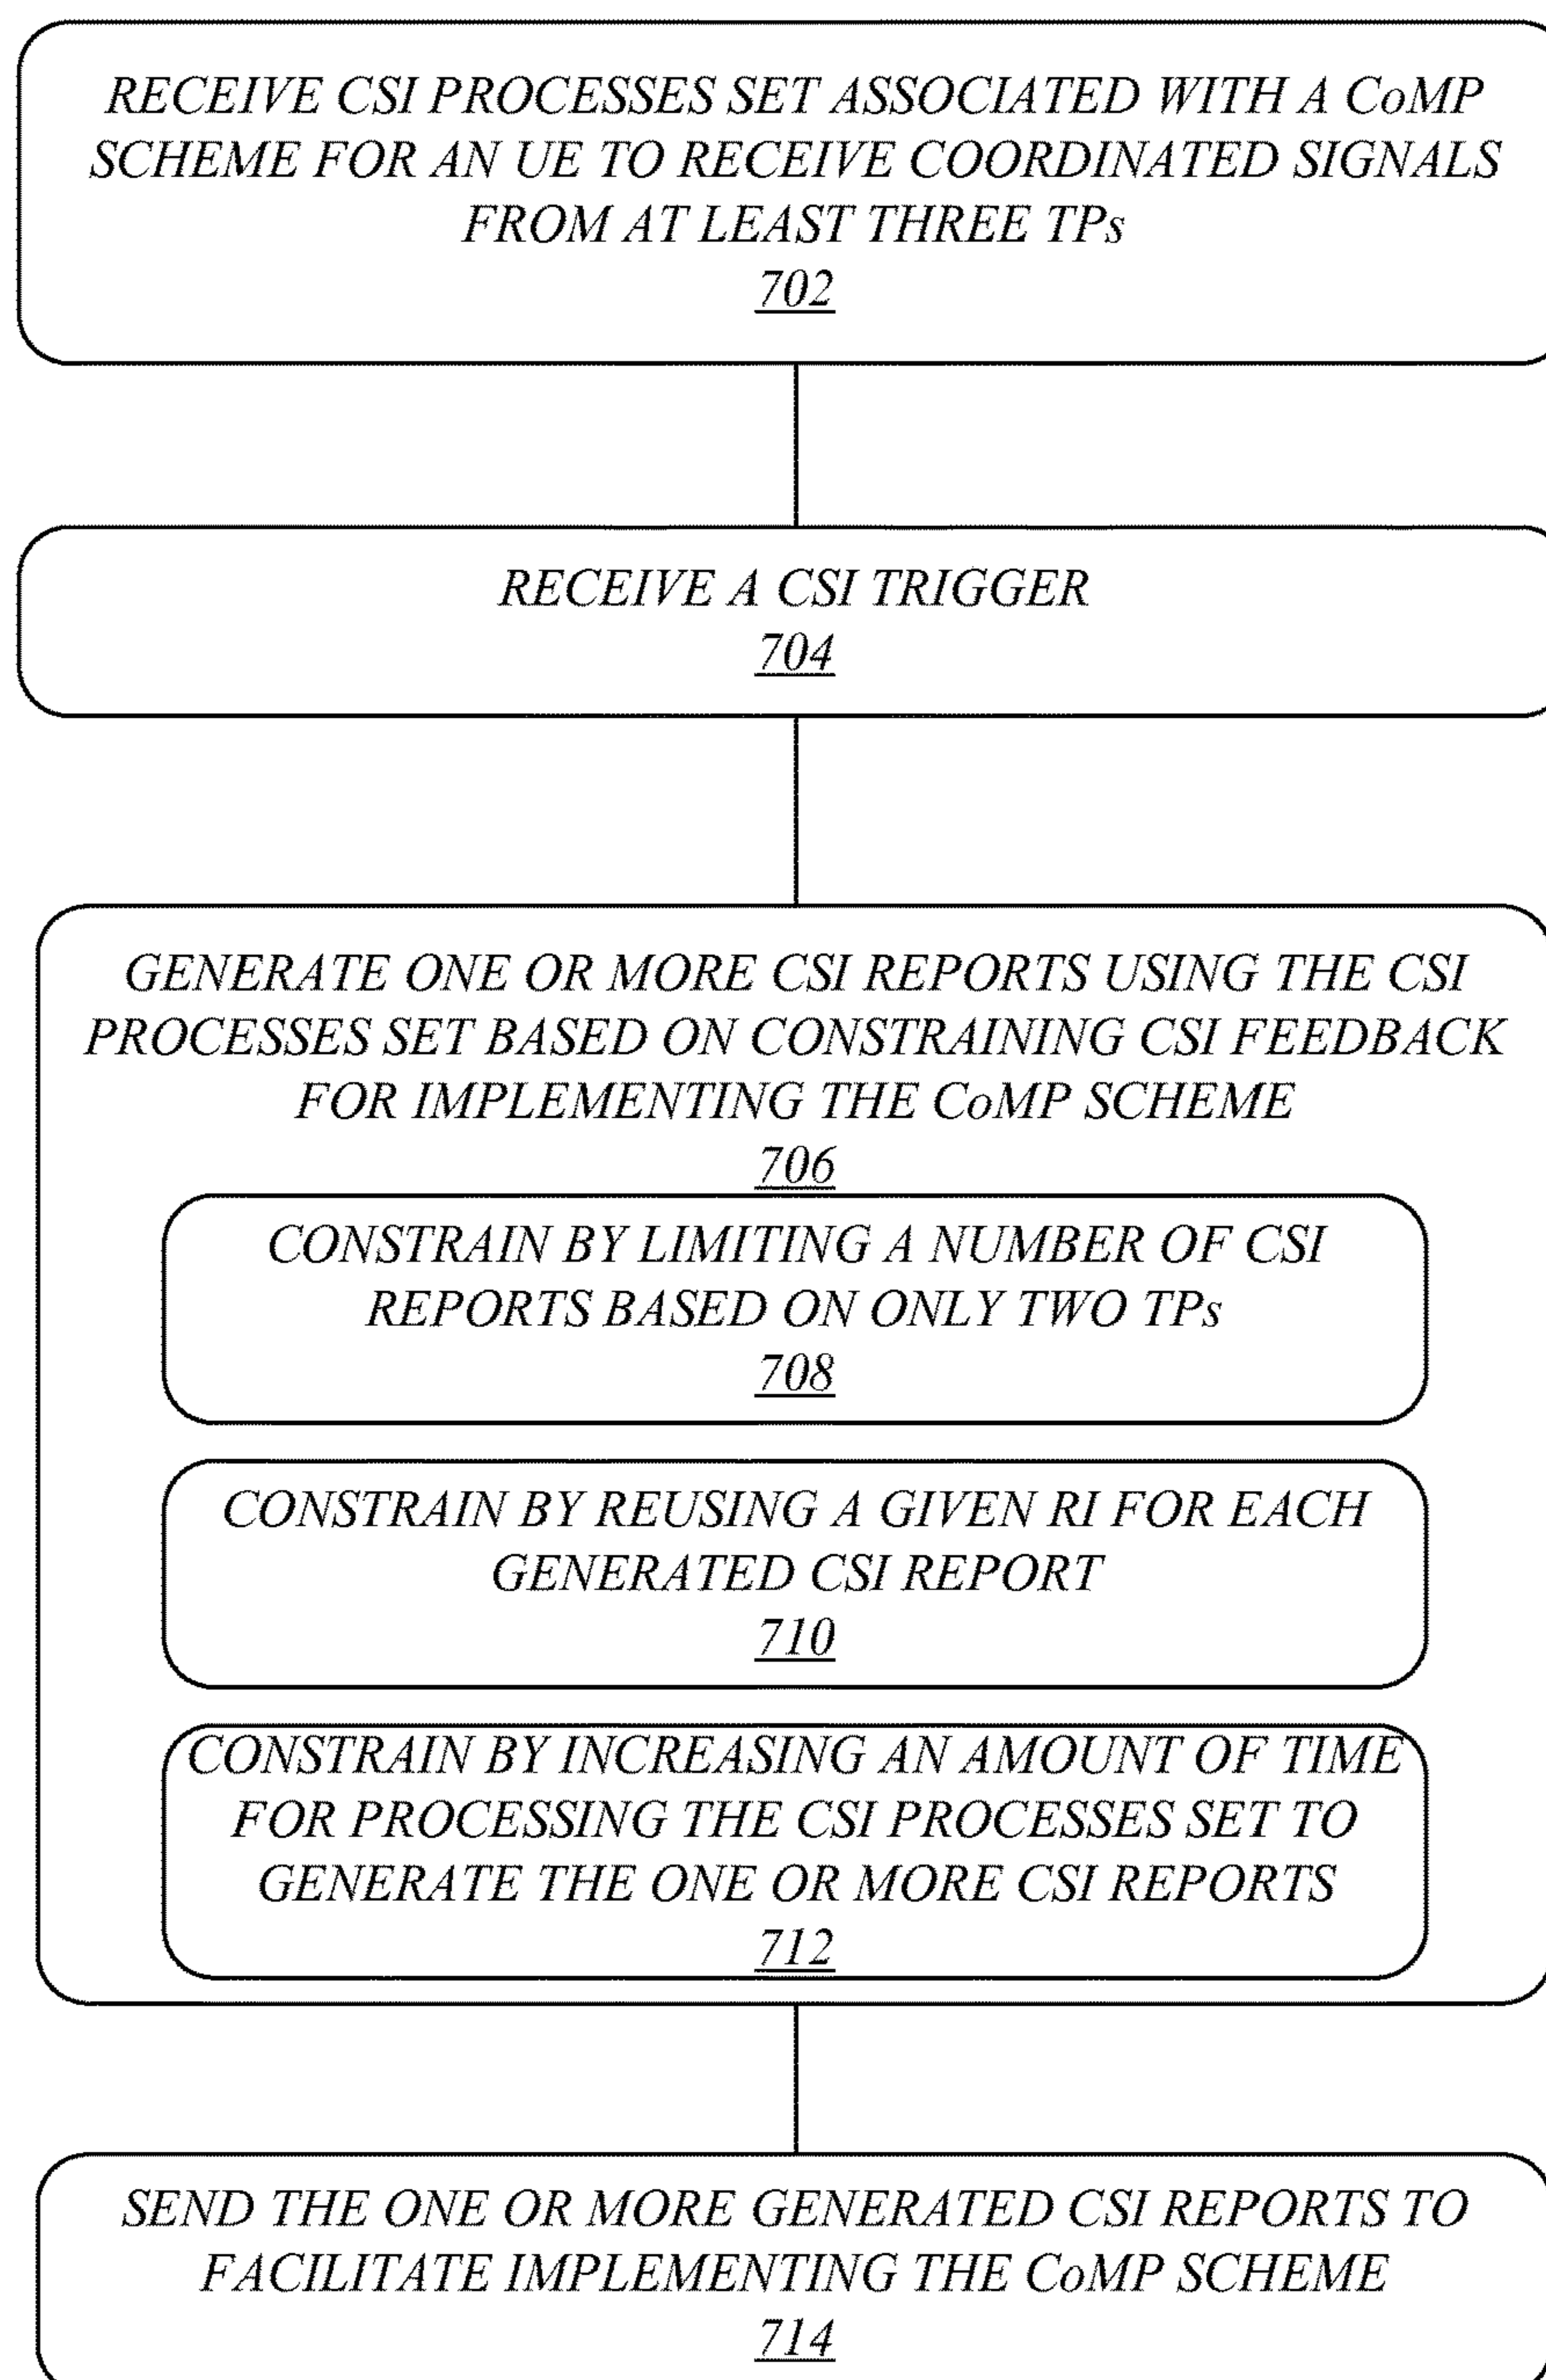 RECEIVE CSI PROCESSES SET ASSOCIATED WITH A CoMP
SCHEME FOR AN UE TO RECEIVE COORDINATED SIGNALS
FROM AT LEAST THREE TPs
702
RECEIVE A CSI TRIGGER
704
GENERATE ONE OR MORE CSI REPORTS USING THE CSI
PROCESSES SET BASED ON CONSTRAINING CSI FEEDBACK
FOR IMPLEMENTING THE CoMP SCHEME
706
CONSTRAIN BY LIMITING A NUMBER OF CSI
REPORTS BASED ON ONLY TWO TPs
708
CONSTRAIN BY REUSING A GIVEN RI FOR EACH
GENERATED CSI REPORT
710
CONSTRAIN BY INCREASING AN AMOUNT OF TIME
FOR PROCESSING THE CSI PROCESSES SET TO
GENERATE THE ONE OR MORE CSI REPORTS
712
SEND THE ONE OR MORE GENERATED CSI REPORTS TO
FACILITATE IMPLEMENTING THE CoMP SCHEME
714